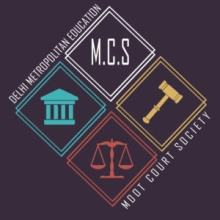 DELHI METROPOLITAN EDUCATION
M.C.S
MOOT COURT SOCIETY